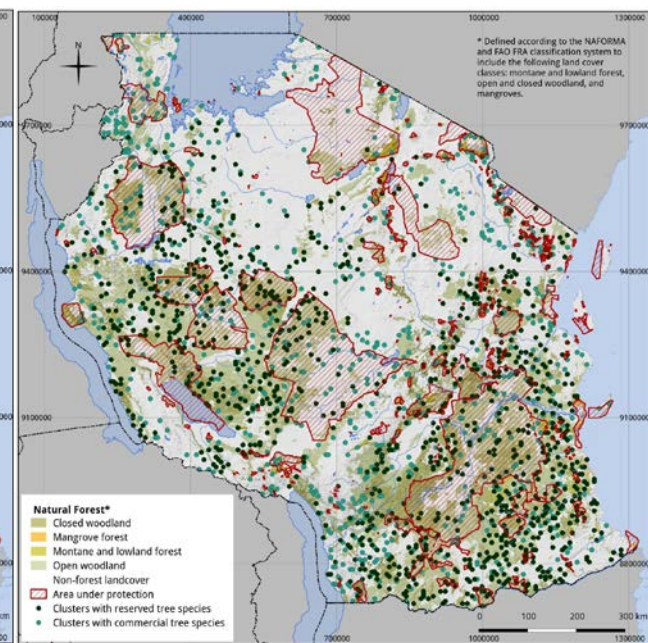 100000 400000 700000 1000000 1300000
N
* Defined according to the NAFORMA
and FAO FRA classification system to
include the following land cover
classes: montane and lowland forest,
open and closed woodland, and
mangroves.
9700000
9400000
9100000
8800000
Natural Forest*
Closed woodland
Mangrove forest
Montane and lowland forest
Open woodland
Non-forest landcover
Area under protection
Clusters with reserved tree species
Clusters with commercial tree species
km
0 100 200 300 km
700000 1000000